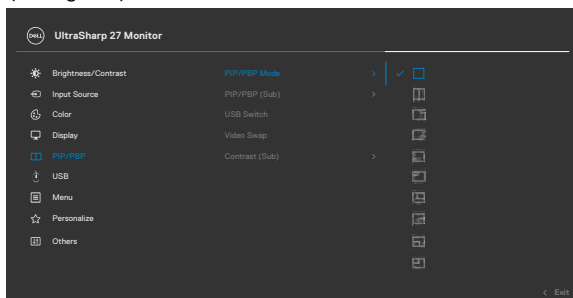 DELL UltraSharp 27 Monitor
Brightness/Contrast PIP/PBP Mode
Input Source PIP/PBP (Sub)
Color USB Switch
Display Video Swap
PIP/PBP Contrast (Sub)
USB
Menu
Personalize
Others
Exit